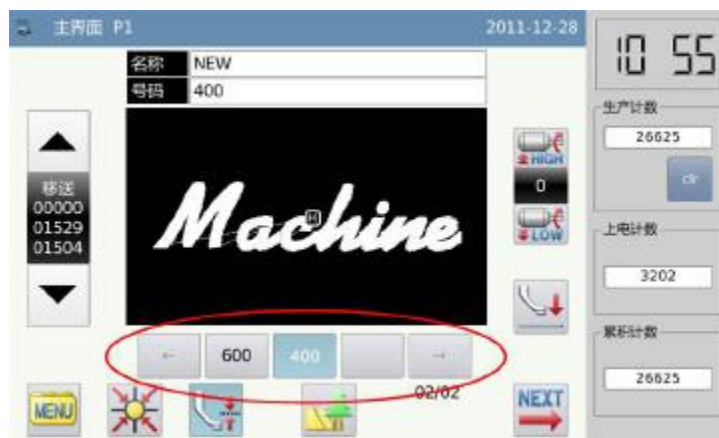 主界面 P1
2011-12-28
10 55
名称 NEW
号码 400
生产计数
26625
clr
移送
00000
01529
01504
Machine
H
HIGH
0
LOW
上电计数
3202
← 600 400 →
02/02
累积计数
26625
MENU
NEXT